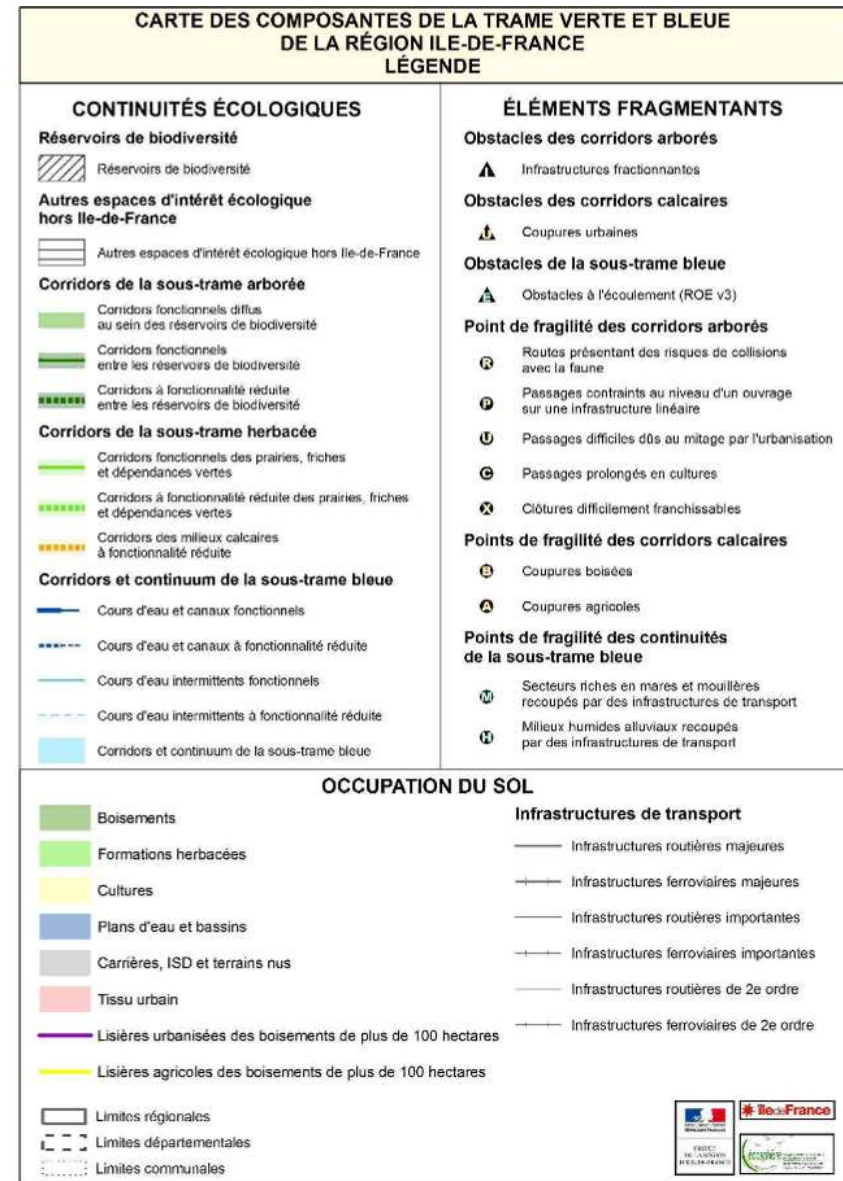 CARTE DES COMPOSANTES DE LA TRAME VERTE ET BLEUE
DE LA RÉGION ILE-DE-FRANCE
LÉGENDE
CONTINUITÉS ÉCOLOGIQUES
Réservoirs de biodiversité
Réservoirs de biodiversité
Autres espaces d'intérêt écologique
hors Ile-de-France
Autres espaces d'intérêt écologique hors Ile-de-France
Corridors de la sous-trame arborée
Corridors fonctionnels diffus
au sein des réservoirs de biodiversité
Corridors fonctionnels
entre les réservoirs de biodiversité
Corridors à fonctionnalité réduite
entre les réservoirs de biodiversité
Corridors de la sous-trame herbacée
Corridors fonctionnels des prairies, friches
et dépendances vertes
Corridors à fonctionnalité réduite des prairies, friches
et dépendances vertes
Corridors des milieux calcaires
à fonctionnalité réduite
Corridors et continuum de la sous-trame bleue
Cours d'eau et canaux fonctionnels
Cours d'eau et canaux à fonctionnalité réduite
Cours d'eau intermittents fonctionnels
Cours d'eau intermittents à fonctionnalité réduite
Corridors et continuum de la sous-trame bleue
ÉLÉMENTS FRAGMENTANTS
Obstacles des corridors arborés
Infrastructures fractionnantes
Obstacles des corridors calcaires
Coupures urbaines
Obstacles de la sous-trame bleue
Obstacles à l'écoulement (ROE v3)
Point de fragilité des corridors arborés
R Routes présentant des risques de collisions
avec la faune
P Passages contraints au niveau d'un ouvrage
sur une infrastructure linéaire
U Passages difficiles dûs au mitage par l'urbanisation
C Passages prolongés en cultures
X Clôtures difficilement franchissables
Points de fragilité des corridors calcaires
B Coupures boisées
A Coupures agricoles
Points de fragilité des continuités
de la sous-trame bleue
M Secteurs riches en mares et mouillères
recoupés par des infrastructures de transport
H Milieux humides alluviaux recoupés
par des infrastructures de transport
OCCUPATION DU SOL
Boisements
Formations herbacées
Cultures
Plans d'eau et bassins
Carrières, ISD et terrains nus
Tissu urbain
Lisières urbanisées des boisements de plus de 100 hectares
Lisières agricoles des boisements de plus de 100 hectares
Limites régionales
Limites départementales
Limites communales
Infrastructures de transport
Infrastructures routières majeures
Infrastructures ferroviaires majeures
Infrastructures routières importantes
Infrastructures ferroviaires importantes
Infrastructures routières de 2e ordre
Infrastructures ferroviaires de 2e ordre
PRÉFET
DE LA RÉGION
D'ILE-DE-FRANCE
îledeFrance
écosphère